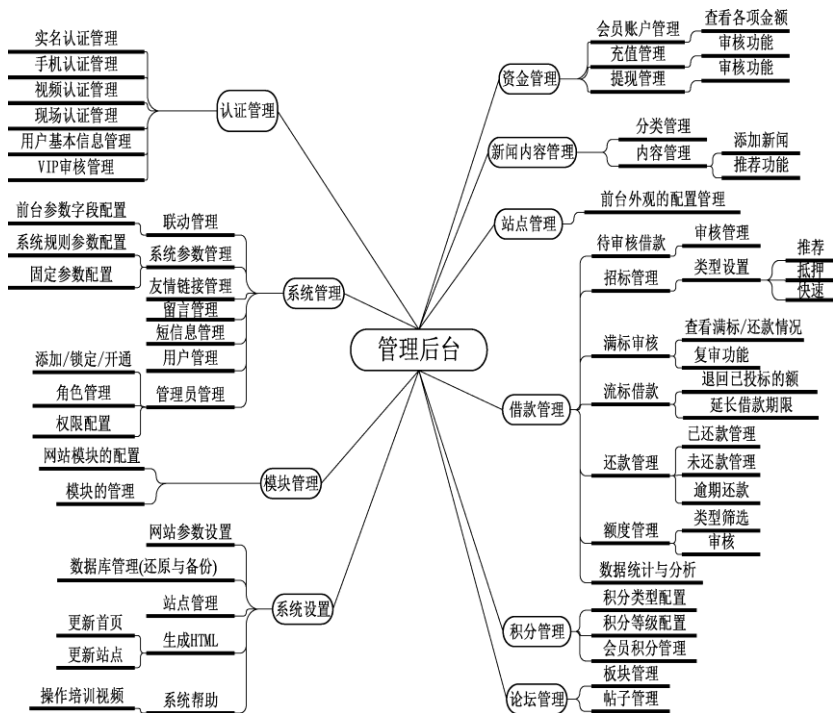 管理后台
认证管理
实名认证管理
手机认证管理
视频认证管理
现场认证管理
用户基本信息管理
VIP审核管理
系统管理
联动管理
前台参数字段配置
系统参数管理
系统规则参数配置
固定参数配置
友情链接管理
留言管理
短信息管理
用户管理
管理员管理
添加/锁定/开通
角色管理
权限配置
模块管理
网站模块的配置
模块的管理
系统设置
网站参数设置
数据库管理(还原与备份)
站点管理
生成HTML
更新首页
更新站点
系统帮助
操作培训视频
资金管理
会员账户管理
查看各项金额
充值管理
审核功能
提现管理
审核功能
新闻内容管理
分类管理
内容管理
添加新闻
推荐功能
站点管理
前台外观的配置管理
借款管理
待审核借款
审核管理
招标管理
类型设置
推荐
抵押
快速
满标审核
查看满标/还款情况
复审功能
流标借款
退回已投标的额
延长借款期限
还款管理
已还款管理
未还款管理
逾期还款
额度管理
类型筛选
审核
数据统计与分析
积分管理
积分类型配置
积分等级配置
会员积分管理
论坛管理
板块管理
帖子管理